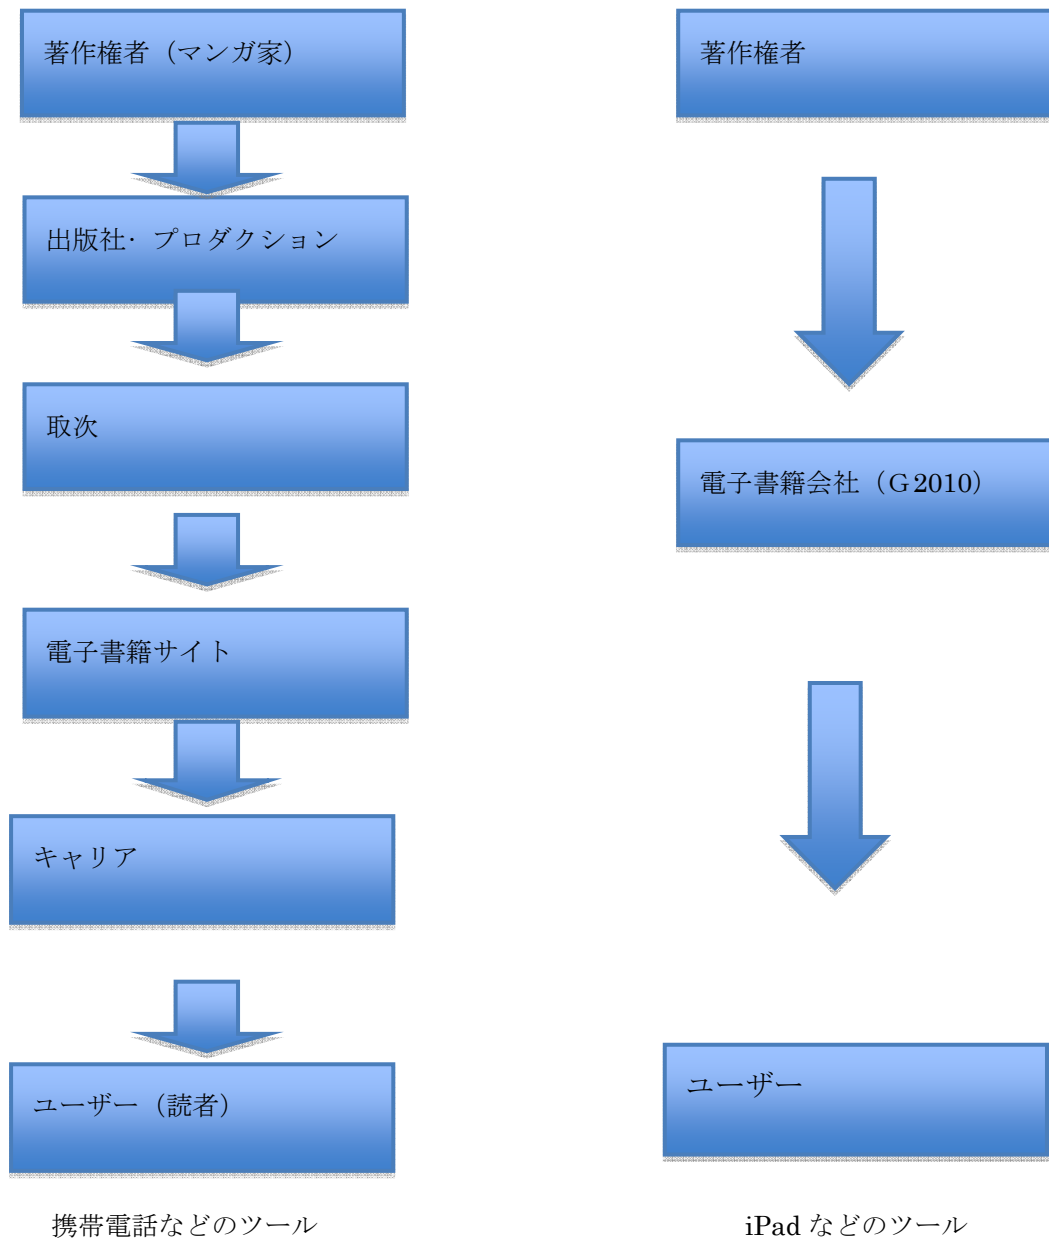 著作権者（マンガ家）
出版社・プロダクション
取次
電子書籍サイト
キャリア
ユーザー（読者）
携帯電話などのツール
著作権者
電子書籍会社（Ｇ2010）
ユーザー
iPad などのツール